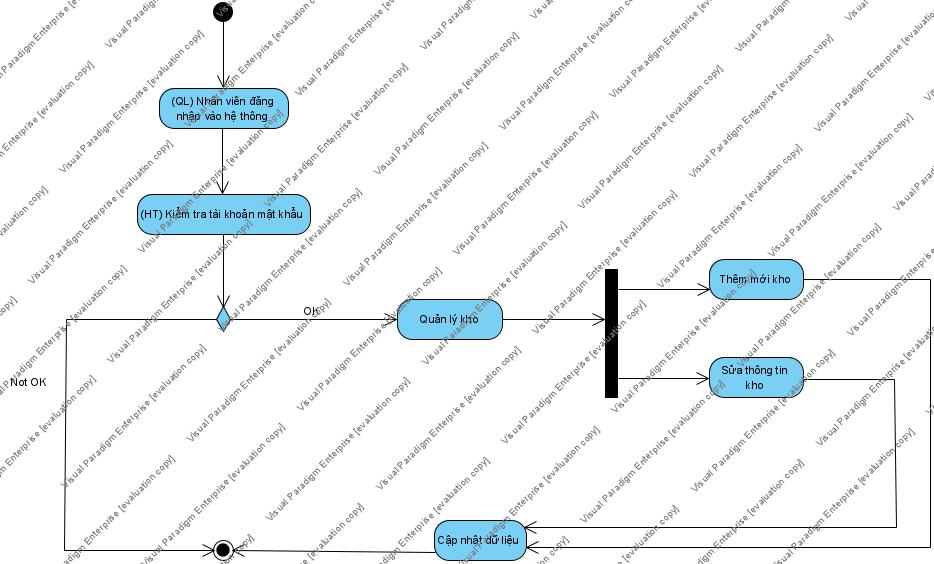 (QL) Nhân viên đăng
nhập vào hệ thông
(HT) Kiểm tra tài khoản mật khẩu
OK
Not OK
Quản lý kho
Thêm mới kho
Sửa thông tin
kho
Cập nhật dữ liệu
Visual Paradigm Enterprise [evaluation copy]